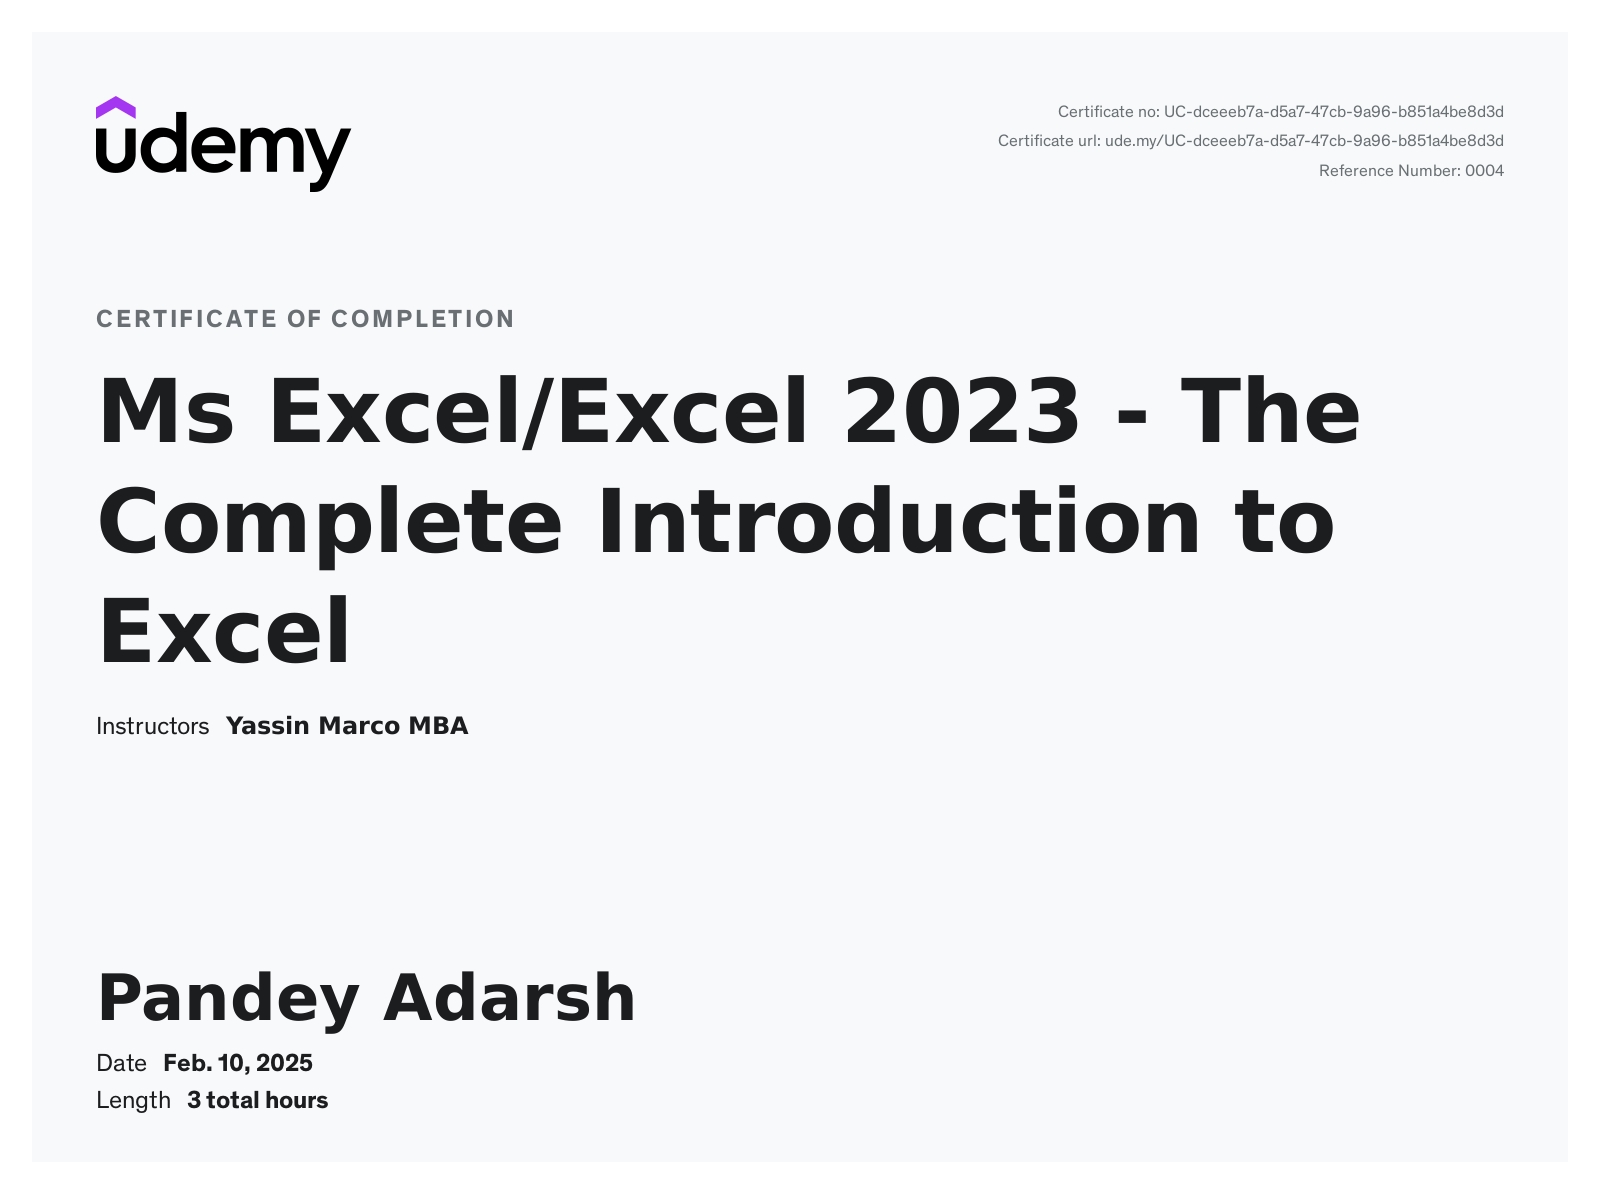 udemy
Certificate no: UC-dceeeb7a-d5a7-47cb-9a96-b851a4be8d3d
Certificate url: ude.my/UC-dceeeb7a-d5a7-47cb-9a96-b851a4be8d3d
Reference Number: 0004
CERTIFICATE OF COMPLETION
Ms Excel/Excel 2023 - The
Complete Introduction to
Excel
Instructors Yassin Marco MBA
Pandey Adarsh
Date Feb. 10, 2025
Length 3 total hours